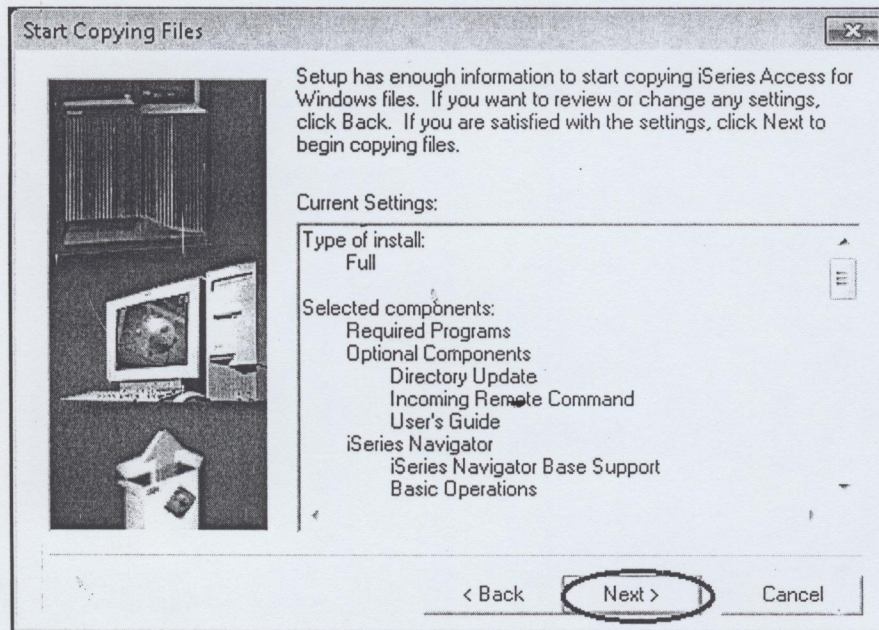 Start Copying Files
Setup has enough information to start copying iSeries Access for
Windows files. If you want to review or change any settings,
click Back. If you are satisfied with the settings, click Next to
begin copying files.
Current Settings:
Type of install:
Full
Selected components:
Required Programs
Optional Components
Directory Update
Incoming Remote Command
User's Guide
iSeries Navigator
iSeries Navigator Base Support
Basic Operations
< Back
Next >
Cancel